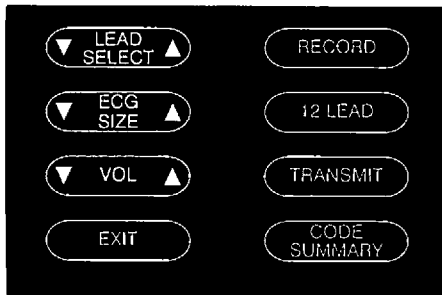 ▼ LEAD SELECT ▲
RECORD
▼ ECG SIZE ▲
12 LEAD
▼ VOL ▲
TRANSMIT
EXIT
CODE SUMMARY